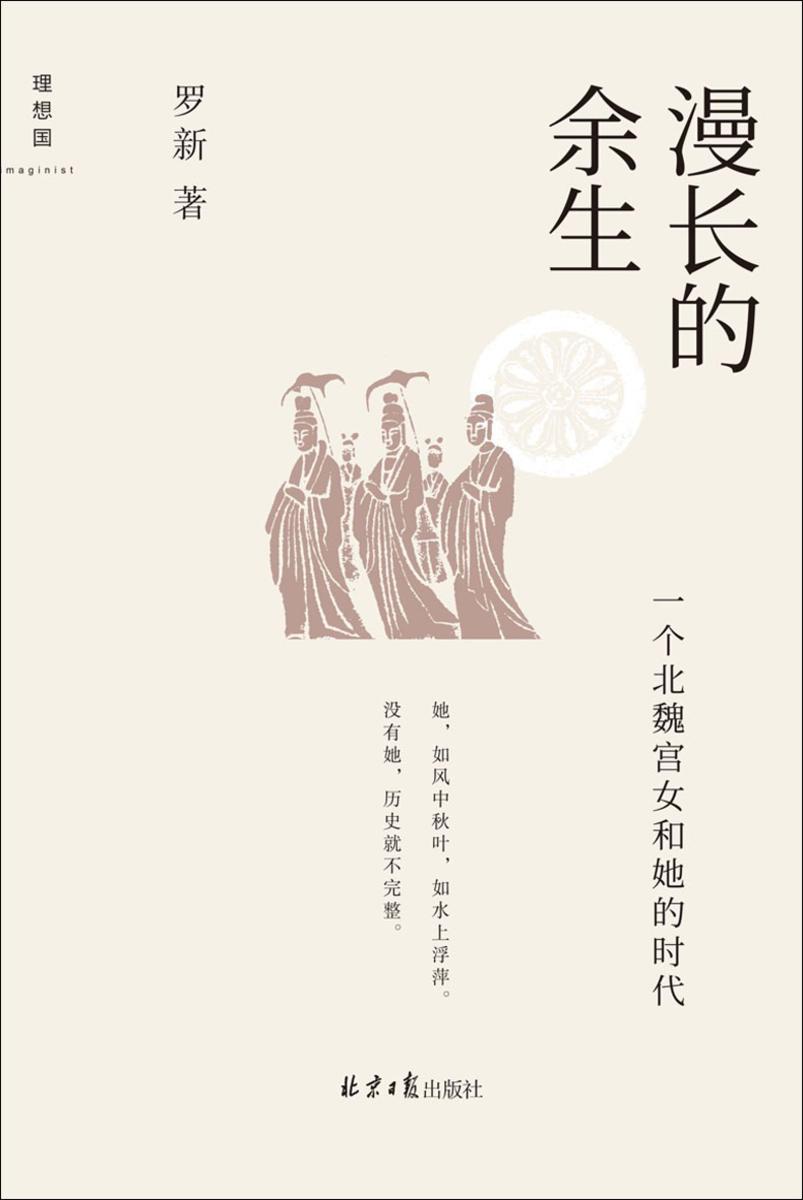 漫长的
余生
一个北魏宫女和她的时代
她，如风中秋叶，如水上浮萍。
没有她，历史就不完整。
罗新 著
理想国
imaginist
北京日报出版社